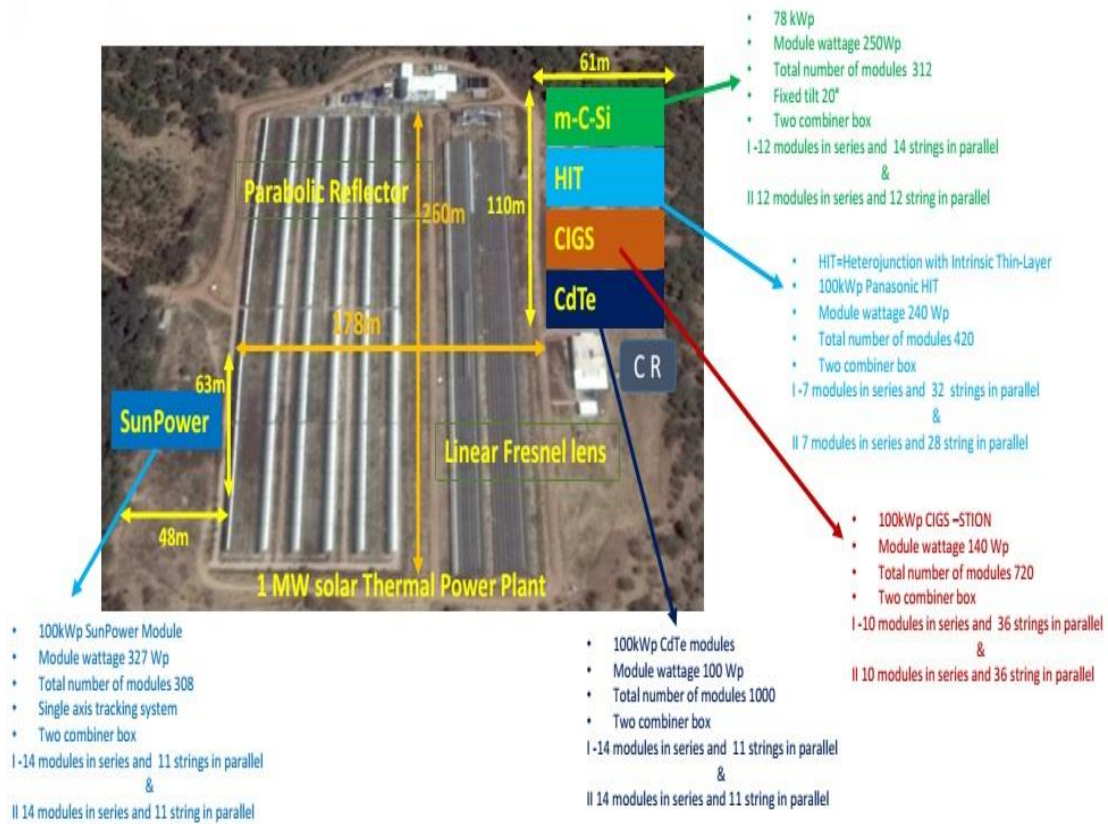 • 78 kWp
• Module wattage 250Wp
• Total number of modules 312
• Fixed tilt 20°
• Two combiner box
I -12 modules in series and 14 strings in parallel
&
II 12 modules in series and 12 string in parallel
61m
m-C-Si
HIT
CIGS
CdTe
110m
Parabolic Reflector
260m
178m
C R
63m
SunPower
Linear Fresnel lens
48m
1 MW solar Thermal Power Plant
• HIT=Heterojunction with Intrinsic Thin-Layer
• 100kWp Panasonic HIT
• Module wattage 240 Wp
• Total number of modules 420
• Two combiner box
I -7 modules in series and 32 strings in parallel
&
II 7 modules in series and 28 string in parallel
• 100kWp CIGS –STION
• Module wattage 140 Wp
• Total number of modules 720
• Two combiner box
I -10 modules in series and 36 strings in parallel
&
II 10 modules in series and 36 string in parallel
• 100kWp SunPower Module
• Module wattage 327 Wp
• Total number of modules 308
• Single axis tracking system
• Two combiner box
I -14 modules in series and 11 strings in parallel
&
II 14 modules in series and 11 string in parallel
• 100kWp CdTe modules
• Module wattage 100 Wp
• Total number of modules 1000
• Two combiner box
I -14 modules in series and 11 strings in parallel
&
II 14 modules in series and 11 string in parallel